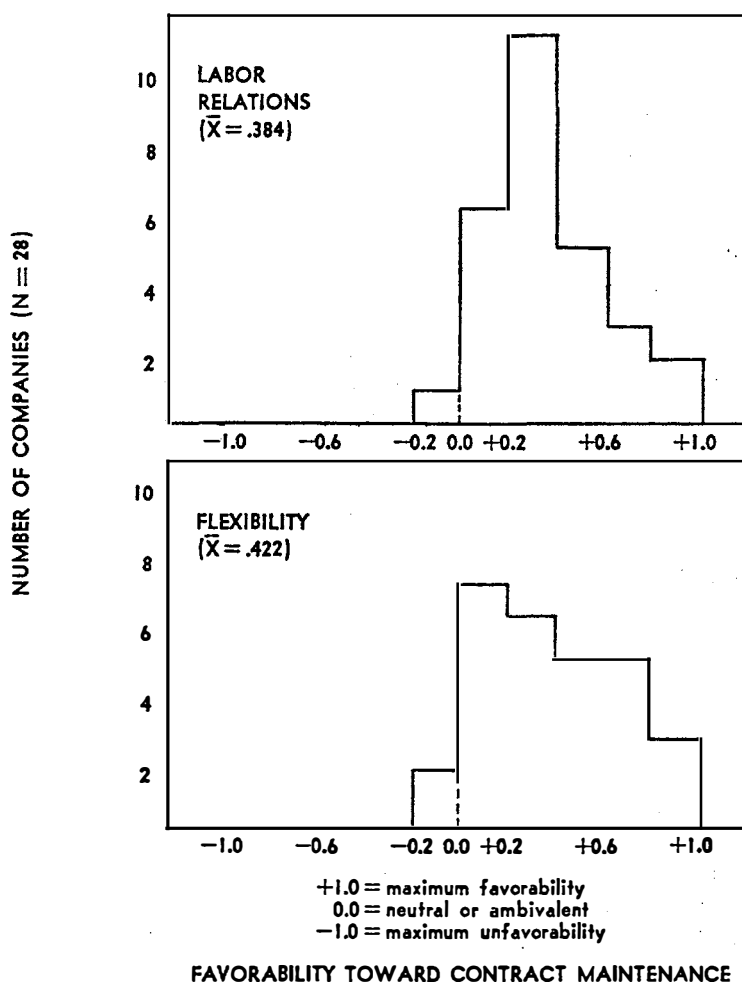 NUMBER OF COMPANIES (N = 28)
LABOR
RELATIONS
(X̄ = .384)
10
8
6
4
2
−1.0 −0.6 −0.2 0.0 +0.2 +0.6 +1.0
FLEXIBILITY
(X̄ = .422)
10
8
6
4
2
−1.0 −0.6 −0.2 0.0 +0.2 +0.6 +1.0
+1.0 = maximum favorability
0.0 = neutral or ambivalent
−1.0 = maximum unfavorability
FAVORABILITY TOWARD CONTRACT MAINTENANCE